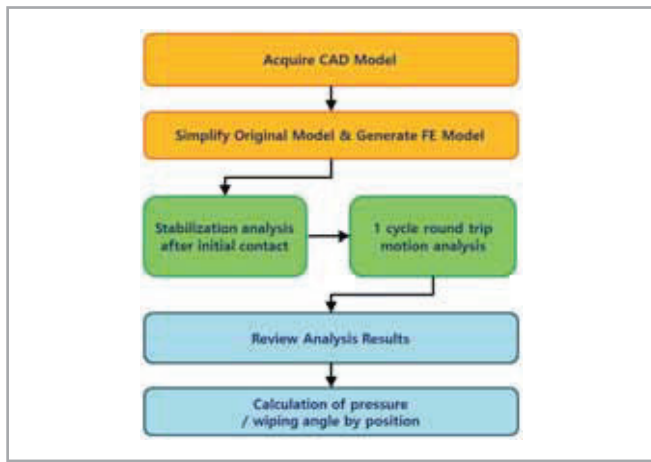 Acquire CAD Model
Simplify Original Model & Generate FE Model
Stabilization analysis
after initial contact
1 cycle round trip
motion analysis
Review Analysis Results
Calculation of pressure
/ wiping angle by position